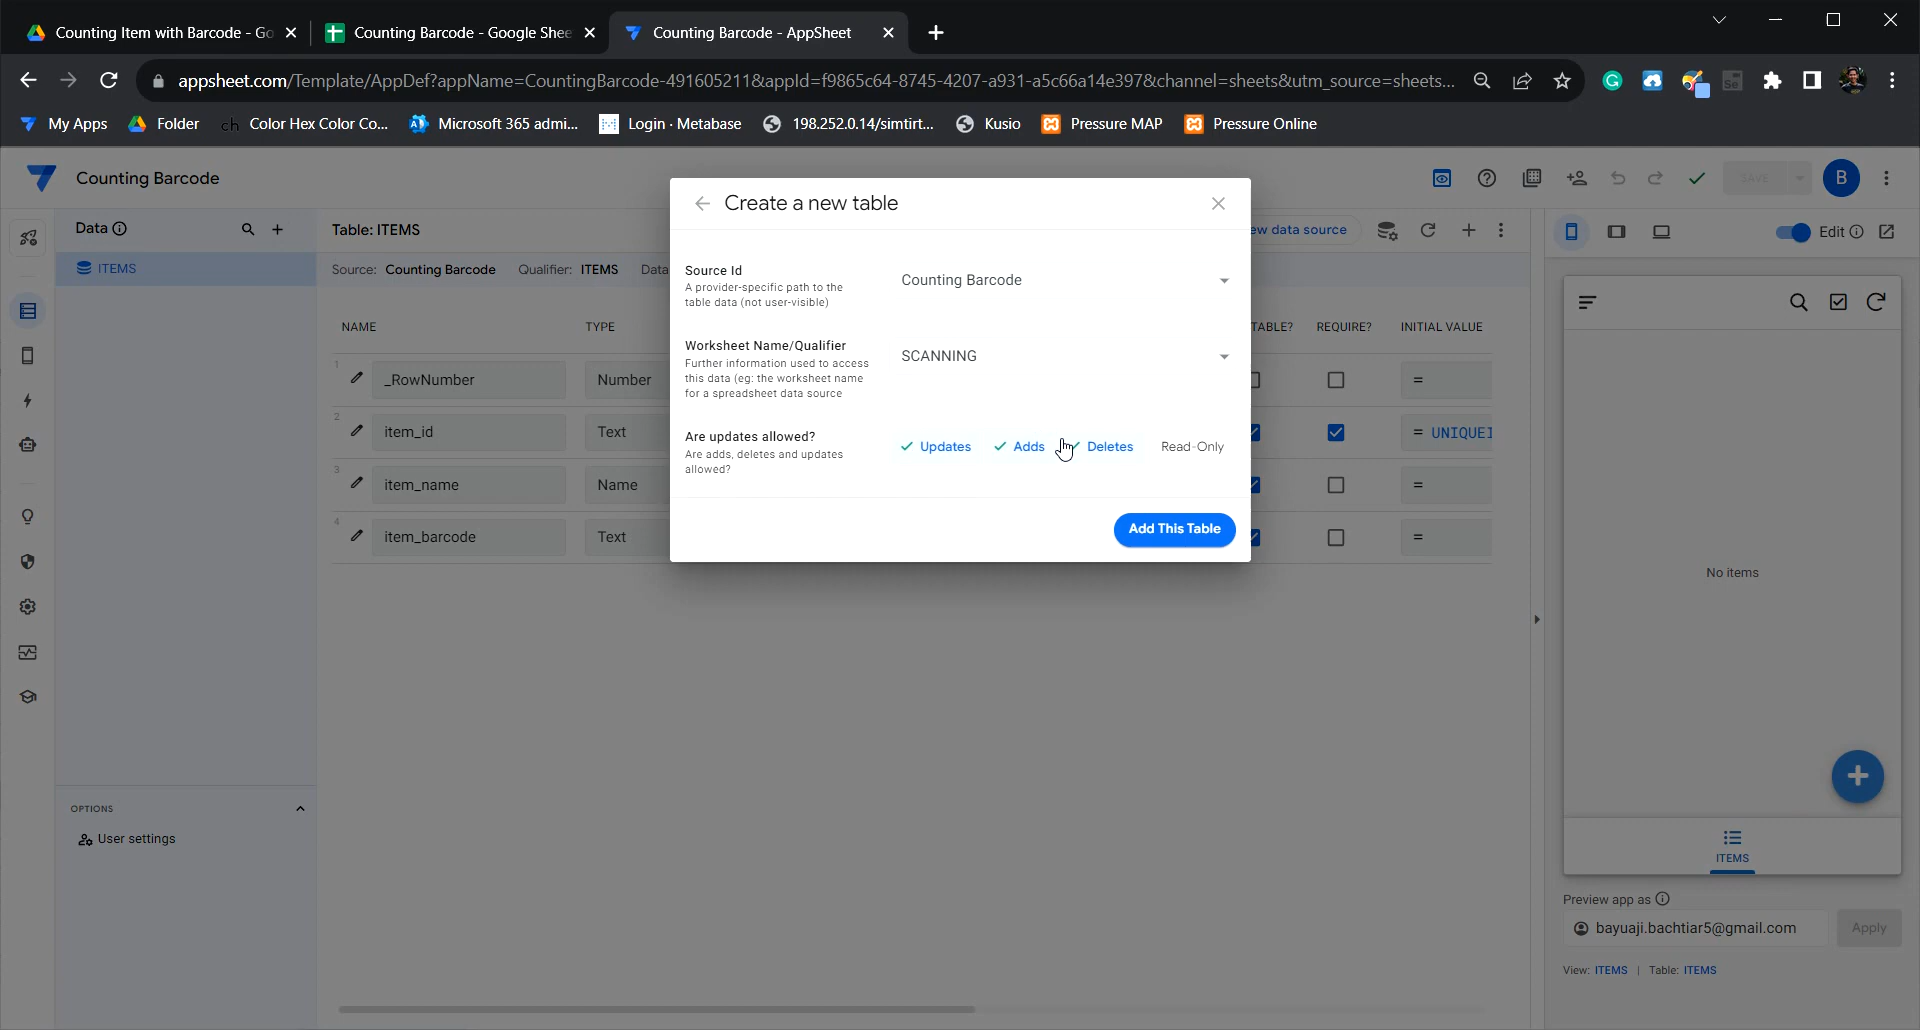 Counting Item with Barcode - Go
Counting Barcode - Google Shee
Counting Barcode - AppSheet
appsheet.com/Template/AppDef?appName=CountingBarcode-491605211&appId=f9865c64-8745-4207-a931-a5c66a14e397&channel=sheets&utm_source=sheets...
My Apps
Folder
Color Hex Color Co...
Microsoft 365 admi...
Login · Metabase
198.252.0.14/simtirt...
Kusio
Pressure MAP
Pressure Online
Counting Barcode
SAVE
B
Data
Table: ITEMS
ew data source
Edit
ITEMS
Source: Counting Barcode Qualifier: ITEMS Data
NAME TYPE TABLE? REQUIRE? INITIAL VALUE
1 _RowNumber Number =
2 item_id Text = UNIQUEI
3 item_name Name =
4 item_barcode Text =
Create a new table
Source Id
A provider-specific path to the
table data (not user-visible)
Counting Barcode
Worksheet Name/Qualifier
Further information used to access
this data (eg: the worksheet name
for a spreadsheet data source
SCANNING
Are updates allowed?
Are adds, deletes and updates
allowed?
Updates Adds Deletes Read-Only
Add This Table
OPTIONS
User settings
No items
ITEMS
Preview app as
bayuaji.bachtiar5@gmail.com
Apply
View: ITEMS | Table: ITEMS